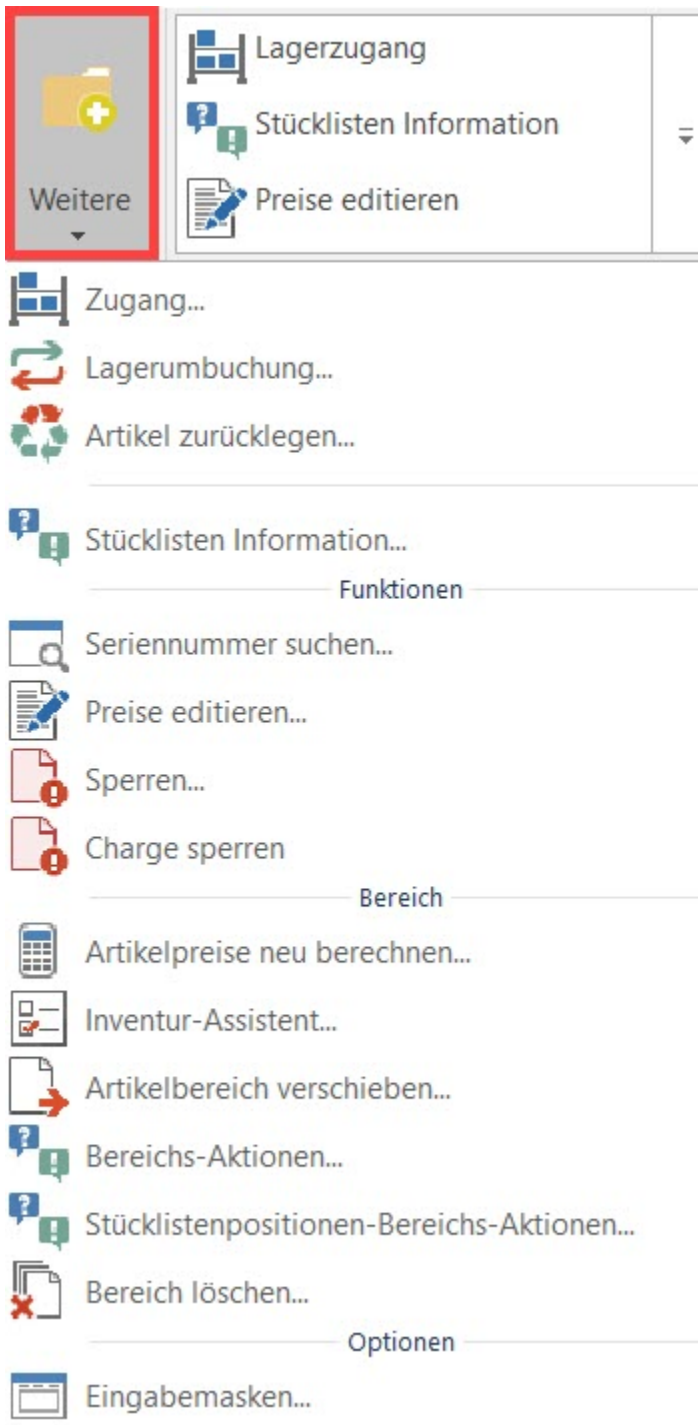 Weitere
Lagerzugang
Stücklisten Information
Preise editieren
Zugang...
Lagerumbuchung...
Artikel zurücklegen...
Stücklisten Information...
Funktionen
Seriennummer suchen...
Preise editieren...
Sperren...
Charge sperren
Bereich
Artikelpreise neu berechnen...
Inventur-Assistent...
Artikelbereich verschieben...
Bereichs-Aktionen...
Stücklistenpositionen-Bereichs-Aktionen...
Bereich löschen...
Optionen
Eingabemasken...